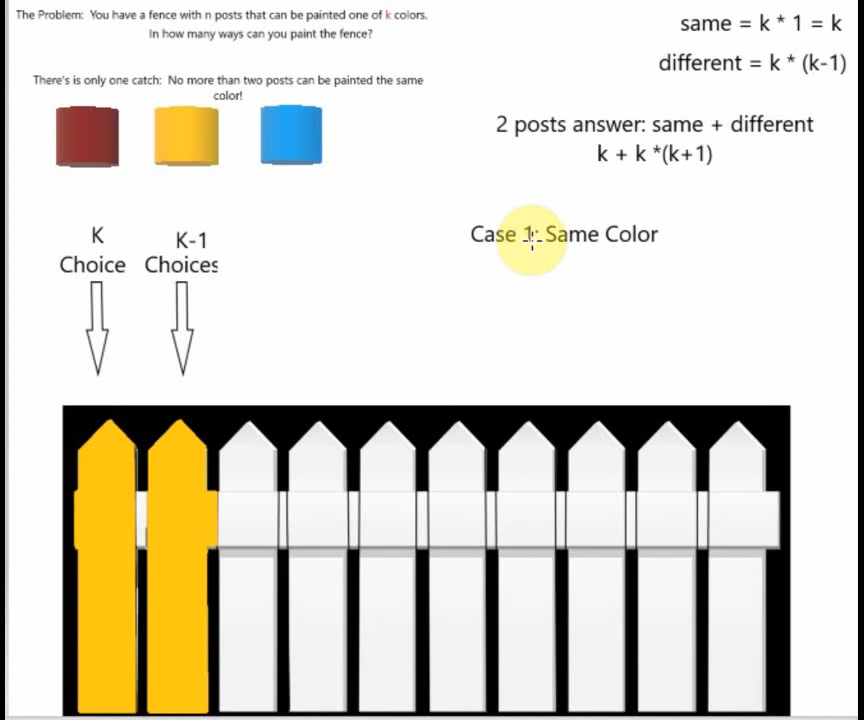 The Problem: You have a fence with n posts that can be painted one of k colors.
In how many ways can you paint the fence?
There's is only one catch: No more than two posts can be painted the same
color!
same = k * 1 = k
different = k * (k-1)
2 posts answer: same + different
k + k *(k+1)
Case 1: Same Color
K
Choice
K-1
Choices